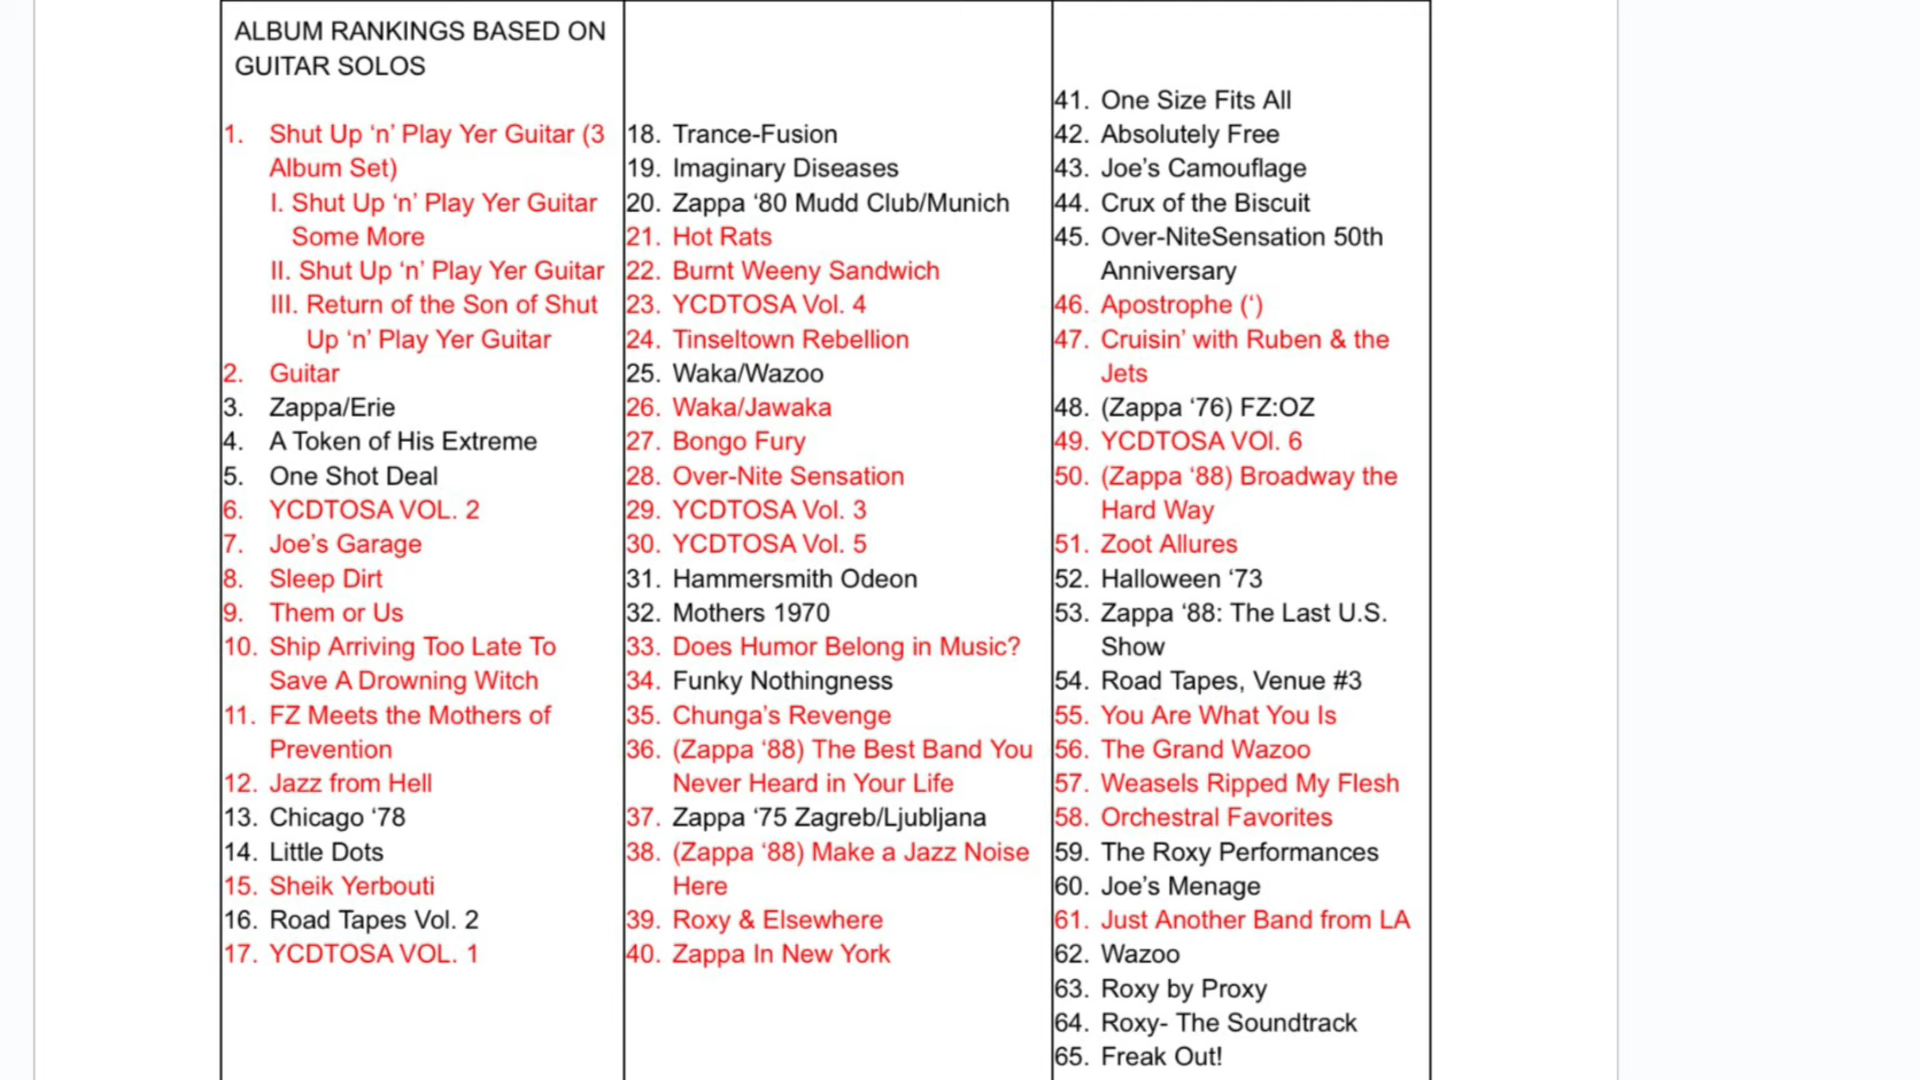 ALBUM RANKINGS BASED ON
GUITAR SOLOS
1. Shut Up ‘n’ Play Yer Guitar (3
Album Set)
I. Shut Up ‘n’ Play Yer Guitar
Some More
II. Shut Up ‘n’ Play Yer Guitar
III. Return of the Son of Shut
Up ‘n’ Play Yer Guitar
2. Guitar
3. Zappa/Erie
4. A Token of His Extreme
5. One Shot Deal
6. YCDTOSA VOL. 2
7. Joe’s Garage
8. Sleep Dirt
9. Them or Us
10. Ship Arriving Too Late To
Save A Drowning Witch
11. FZ Meets the Mothers of
Prevention
12. Jazz from Hell
13. Chicago ‘78
14. Little Dots
15. Sheik Yerbouti
16. Road Tapes Vol. 2
17. YCDTOSA VOL. 1
18. Trance-Fusion
19. Imaginary Diseases
20. Zappa ‘80 Mudd Club/Munich
21. Hot Rats
22. Burnt Weeny Sandwich
23. YCDTOSA Vol. 4
24. Tinseltown Rebellion
25. Waka/Wazoo
26. Waka/Jawaka
27. Bongo Fury
28. Over-Nite Sensation
29. YCDTOSA Vol. 3
30. YCDTOSA Vol. 5
31. Hammersmith Odeon
32. Mothers 1970
33. Does Humor Belong in Music?
34. Funky Nothingness
35. Chunga’s Revenge
36. (Zappa ‘88) The Best Band You
Never Heard in Your Life
37. Zappa ‘75 Zagreb/Ljubljana
38. (Zappa ‘88) Make a Jazz Noise
Here
39. Roxy & Elsewhere
40. Zappa In New York
41. One Size Fits All
42. Absolutely Free
43. Joe’s Camouflage
44. Crux of the Biscuit
45. Over-NiteSensation 50th
Anniversary
46. Apostrophe (‘)
47. Cruisin’ with Ruben & the
Jets
48. (Zappa ‘76) FZ:OZ
49. YCDTOSA VOl. 6
50. (Zappa ‘88) Broadway the
Hard Way
51. Zoot Allures
52. Halloween ‘73
53. Zappa ‘88: The Last U.S.
Show
54. Road Tapes, Venue #3
55. You Are What You Is
56. The Grand Wazoo
57. Weasels Ripped My Flesh
58. Orchestral Favorites
59. The Roxy Performances
60. Joe’s Menage
61. Just Another Band from LA
62. Wazoo
63. Roxy by Proxy
64. Roxy- The Soundtrack
65. Freak Out!